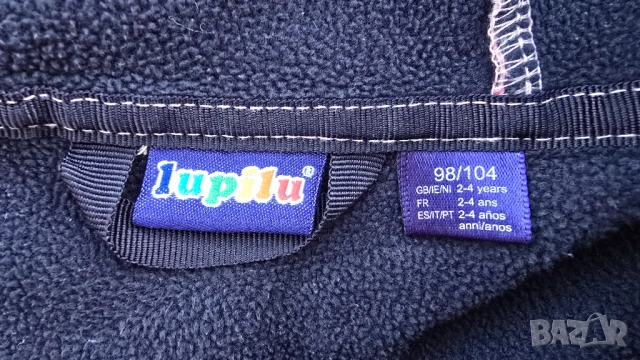 lupilu®
98/104
GB/IE/NI 2-4 years
FR 2-4 ans
ES/IT/PT 2-4 años
anni/anos
BAZAR
bg